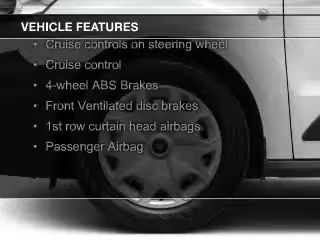 VEHICLE FEATURES
• Cruise controls on steering wheel
• Cruise control
• 4-wheel ABS Brakes
• Front Ventilated disc brakes
• 1st row curtain head airbags
• Passenger Airbag